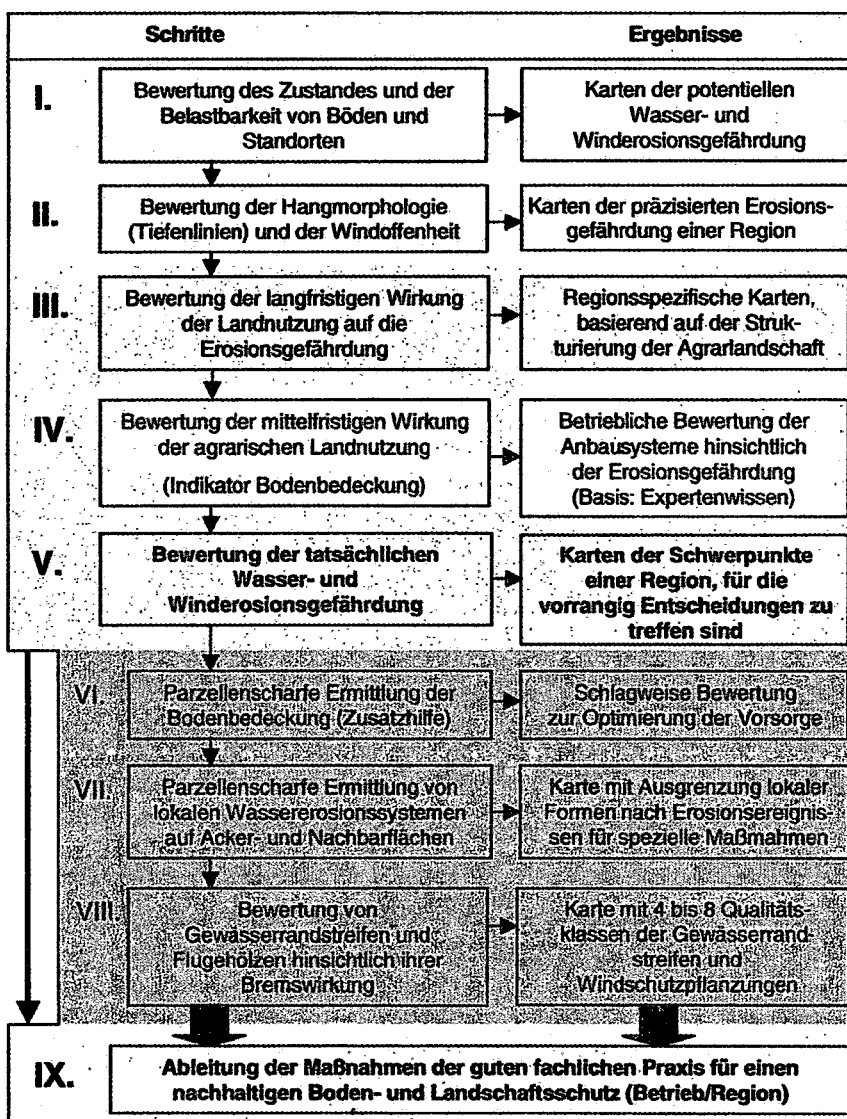 Schritte
Ergebnisse
I.
Bewertung des Zustandes und der
Belastbarkeit von Böden und
Standorten
Karten der potentiellen
Wasser- und
Winderosionsgefährdung
II.
Bewertung der Hangmorphologie
(Tiefenlinien) und der Windoffenheit
Karten der präzisierten Erosions-
gefährdung einer Region
III.
Bewertung der langfristigen Wirkung
der Landnutzung auf die
Erosionsgefährdung
Regionsspezifische Karten,
basierend auf der Struk-
turierung der Agrarlandschaft
IV.
Bewertung der mittelfristigen Wirkung
der agrarischen Landnutzung
(Indikator Bodenbedeckung)
Betriebliche Bewertung der
Anbausysteme hinsichtlich
der Erosionsgefährdung
(Basis: Expertenwissen)
V.
Bewertung der tatsächlichen
Wasser- und
Winderosionsgefährdung
Karten der Schwerpunkte
einer Region, für die
vorrangig Entscheidungen zu
treffen sind
VI.
Parzellenscharfe Ermittlung der
Bodenbedeckung (Zusatzhilfe)
Schlagweise Bewertung
zur Optimierung der Vorsorge
VII.
Parzellenscharfe Ermittlung von
lokalen Wassererosionssystemen
auf Acker- und Nachbarflächen
Karte mit Ausgrenzung lokaler
Formen nach Erosionsereignis-
sen für spezielle Maßmahmen
VIII.
Bewertung von
Gewässerrandstreifen und
Flugehölzen hinsichtlich ihrer
Bremswirkung
Karte mit 4 bis 8 Qualitäts-
klassen der Gewässerrand-
streifen und
Windschutzpflanzungen
IX.
Ableitung der Maßnahmen der guten fachlichen Praxis für einen
nachhaltigen Boden- und Landschaftsschutz (Betrieb/Region)